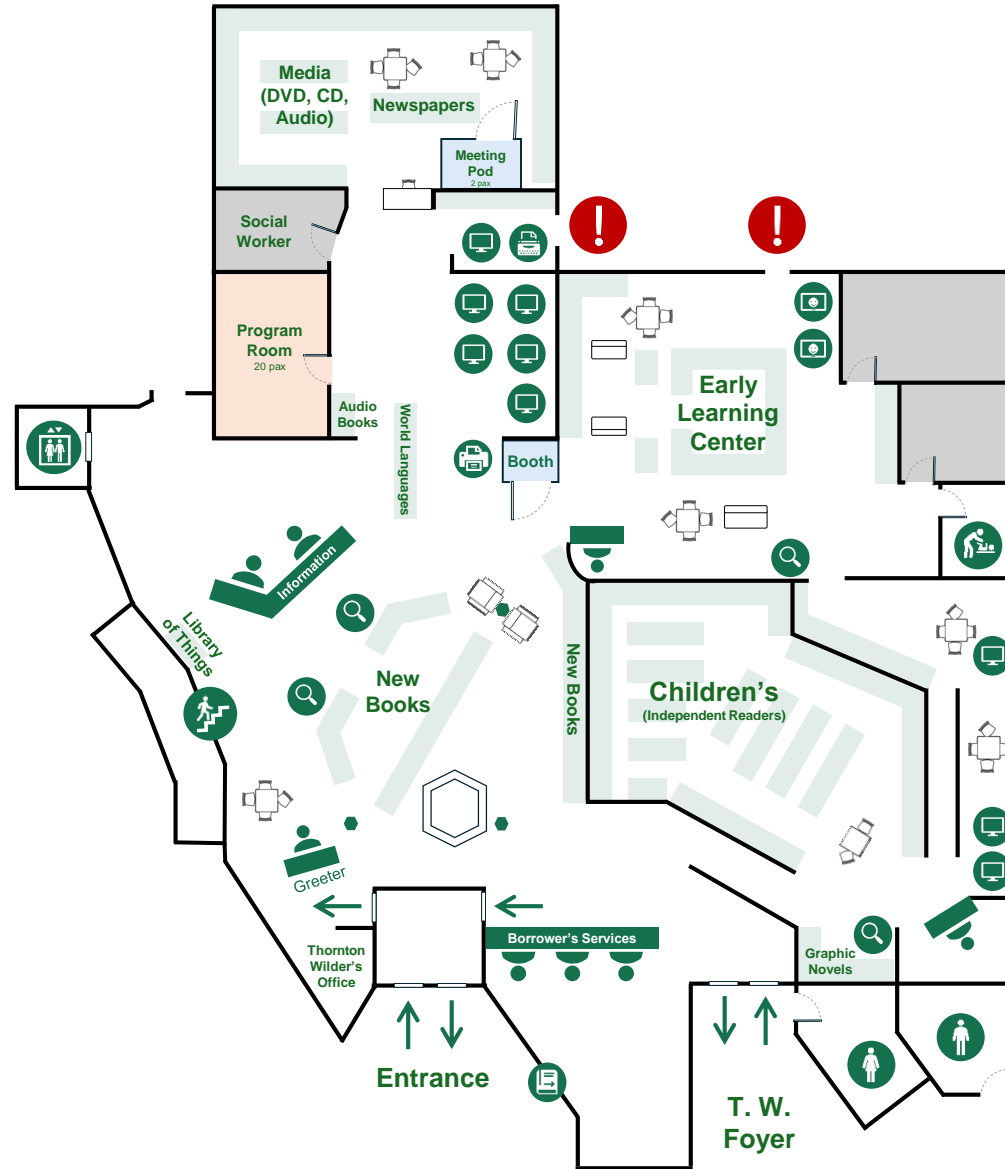 Media
(DVD, CD,
Audio)
Newspapers
Meeting
Pod
2 pax
Social
Worker
Program
Room
20 pax
Audio
Books
World Languages
Booth
Early
Learning
Center
Information
Library
of Things
New
Books
New Books
Children's
(Independent Readers)
Greeter
Thornton
Wilder's
Office
Borrower's Services
Graphic
Novels
Entrance
T. W.
Foyer